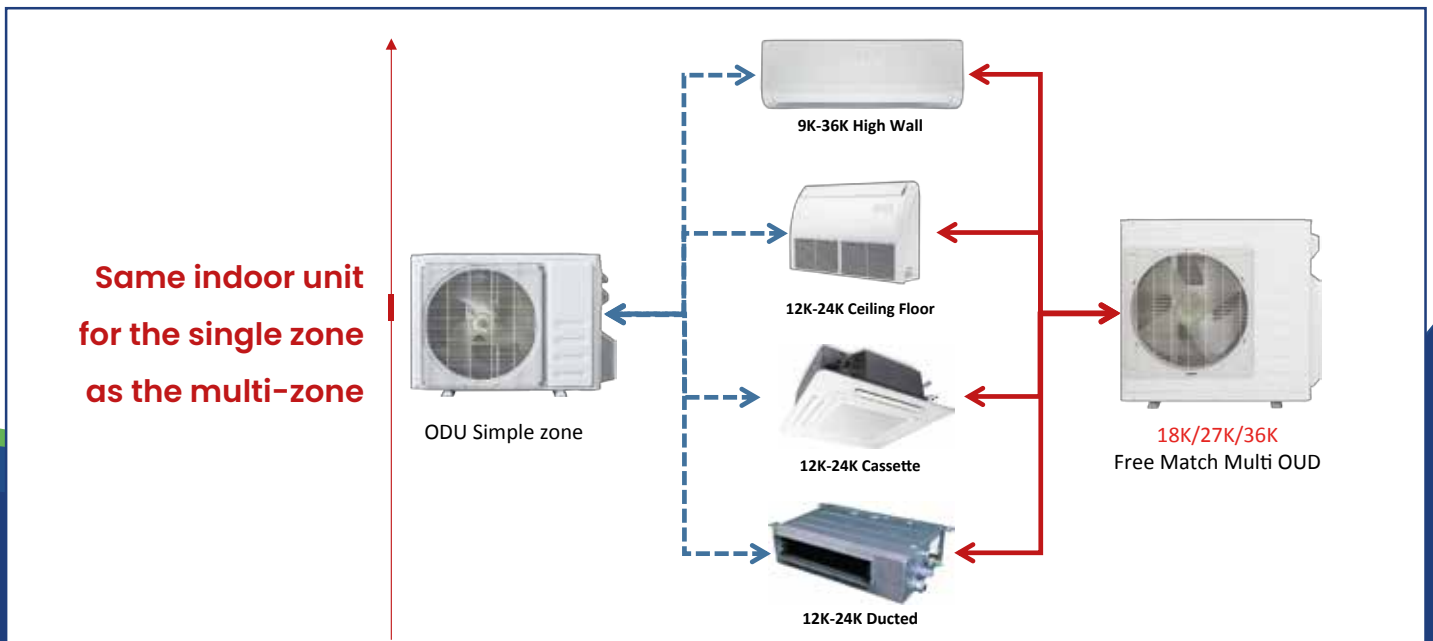 Same indoor unit
for the single zone
as the multi-zone
ODU Simple zone
9K-36K High Wall
12K-24K Ceiling Floor
12K-24K Cassette
12K-24K Ducted
18K/27K/36K
Free Match Multi OUD